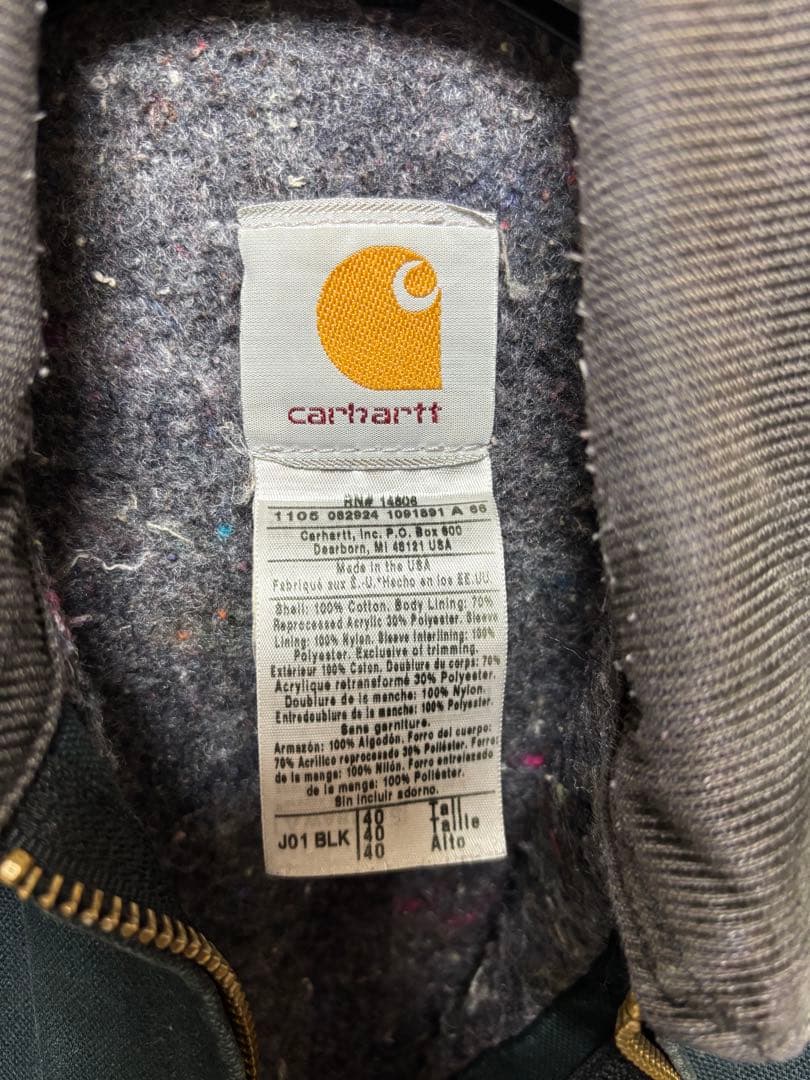 carhartt
RN# 14806
1105 082924 1091891 A 66
Carhartt, Inc. P.O. Box 600
Dearborn, MI 48121 USA
Made in the USA
Fabriqué aux É.-U.*Hecho en los EE.UU.
Shell: 100% Cotton. Body Lining: 70%
Reprocessed Acrylic 30% Polyester. Sleeve
Lining: 100% Nylon. Sleeve Interlining: 100%
Polyester. Exclusive of trimming.
Extérieur 100% Coton. Doublure du corps: 70%
Acrylique retransformé 30% Polyester.
Doublure de la manche: 100% Nylon.
Entredoublure de la manche: 100% Polyester.
Sans garniture.
Armazón: 100% Algodón. Forro del cuerpo:
70% Acrílico reprocesado 30% Poliéster. Forro
de la manga: 100% Nilón. Forro entrelazado
de la manga: 100% Poliéster.
Sin incluir adorno.
J01 BLK
40 Tall
40 Taille
40 Alto